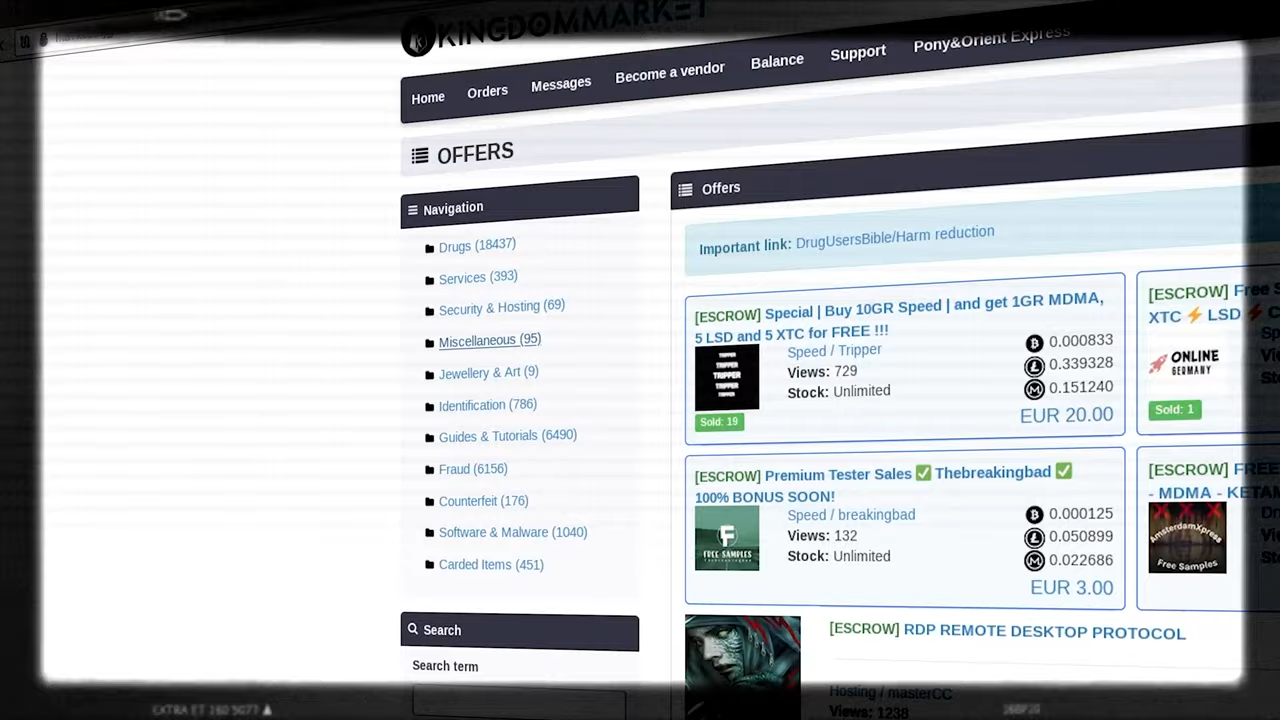 KINGDOMMARKET
Home Orders Messages Become a vendor Balance Support Pony&Orient Express
OFFERS
Navigation
Drugs (18437)
Services (393)
Security & Hosting (69)
Miscellaneous (95)
Jewellery & Art (9)
Identification (786)
Guides & Tutorials (6490)
Fraud (6156)
Counterfeit (176)
Software & Malware (1040)
Carded Items (451)
Search
Search term
Offers
Important link: DrugUsersBible/Harm reduction
[ESCROW] Special | Buy 10GR Speed | and get 1GR MDMA,
5 LSD and 5 XTC for FREE !!!
TRIPPER
TRIPPER
TRIPPER
TRIPPER
TRIPPER
Speed / Tripper
Views: 729
Stock: Unlimited
Sold: 19
0.000833
0.339328
0.151240
EUR 20.00
[ESCROW] Free S
XTC ⚡ LSD ⚡ C
ONLINE
GERMANY
Sold: 1
[ESCROW] Premium Tester Sales ✅ Thebreakingbad ✅
100% BONUS SOON!
F
FREE SAMPLES
Speed / breakingbad
Views: 132
Stock: Unlimited
0.000125
0.050899
0.022686
EUR 3.00
[ESCROW] FREE
- MDMA - KETAM
X X X
AmsterdamXpress
Free Samples
[ESCROW] RDP REMOTE DESKTOP PROTOCOL
Hosting / masterCC
Views: 1238